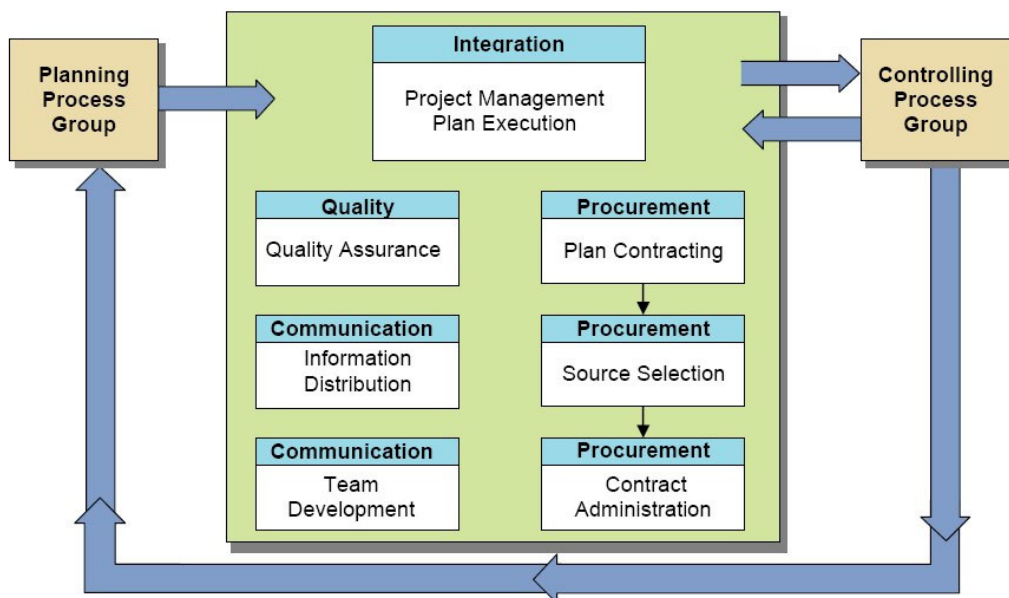 Integration
Project Management
Plan Execution
Planning
Process
Group
Controlling
Process
Group
Quality
Quality Assurance
Procurement
Plan Contracting
Communication
Information
Distribution
Procurement
Source Selection
Communication
Team
Development
Procurement
Contract
Administration